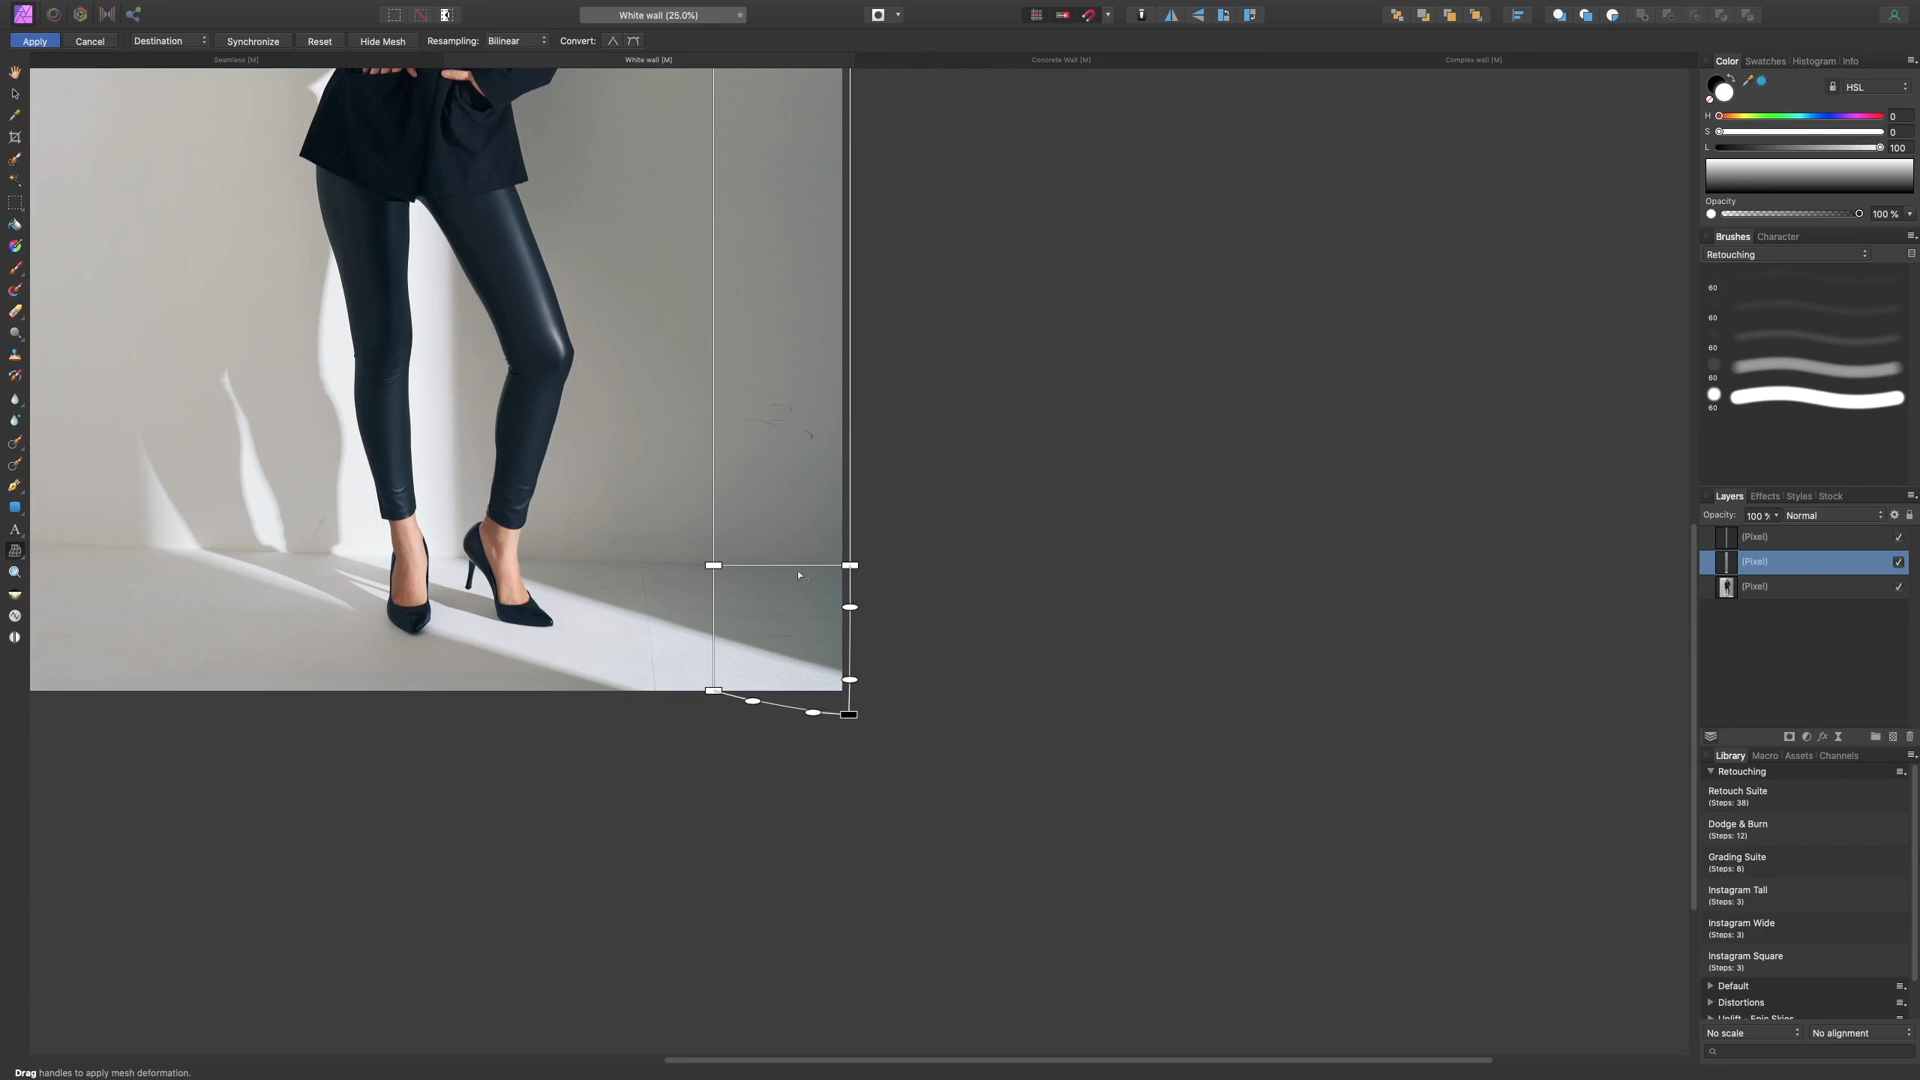 White wall (25.0%)
Apply
Cancel
Destination
Synchronize
Reset
Hide Mesh
Resampling:
Bilinear
Convert:
Seamless [M]
White wall [M]
Concrete Wall [M]
Complex wall [M]
Color
Swatches
Histogram
Info
HSL
H
0
S
0
L
100
Opacity
100 %
Brushes
Character
Retouching
60
60
60
60
60
Layers
Effects
Styles
Stock
Opacity:
100 %
Normal
(Pixel)
(Pixel)
(Pixel)
Library
Macro
Assets
Channels
Retouching
Retouch Suite
(Steps: 38)
Dodge & Burn
(Steps: 12)
Grading Suite
(Steps: 8)
Instagram Tall
(Steps: 3)
Instagram Wide
(Steps: 3)
Instagram Square
(Steps: 3)
Default
Distortions
Uplift - Epic Skies
No scale
No alignment
Drag handles to apply mesh deformation.